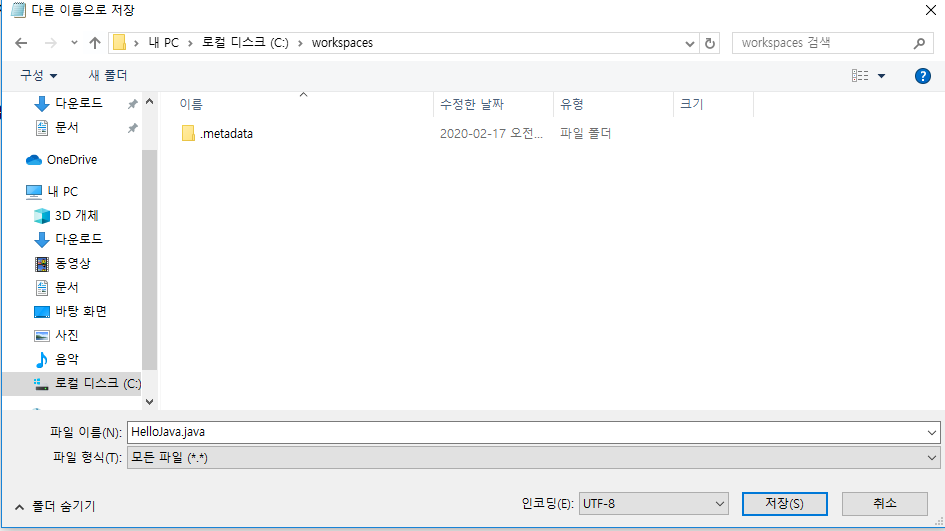 다른 이름으로 저장
내 PC > 로컬 디스크 (C:) > workspaces
workspaces 검색
구성 새 폴더
다운로드
문서
OneDrive
내 PC
3D 개체
다운로드
동영상
문서
바탕 화면
사진
음악
로컬 디스크 (C:)
이름 수정한 날짜 유형 크기
.metadata 2020-02-17 오전... 파일 폴더
파일 이름(N): HelloJava.java
파일 형식(T): 모든 파일 (*.*)
폴더 숨기기 인코딩(E): UTF-8 저장(S) 취소